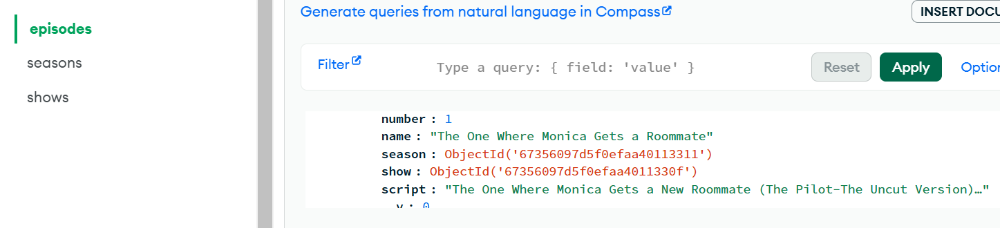 episodes
seasons
shows
Generate queries from natural language in Compass
INSERT DOCU
Filter
Type a query: { field: 'value' }
Reset
Apply
Option
number : 1
name : "The One Where Monica Gets a Roommate"
season : ObjectId('67356097d5f0efaa40113311')
show : ObjectId('67356097d5f0efaa4011330f')
script : "The One Where Monica Gets a New Roommate (The Pilot-The Uncut Version)…"
__v : 0